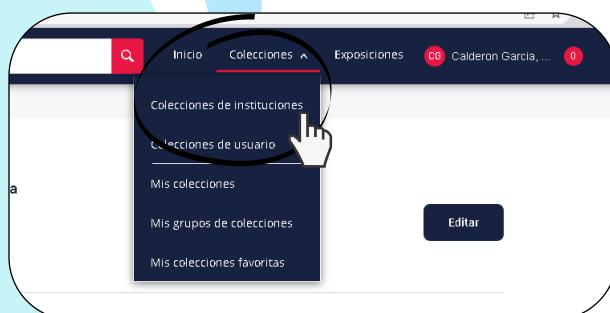 Inicio Colecciones Exposiciones CG Calderon Garcia, ... 0
Colecciones de instituciones
Colecciones de usuario
a
Mis colecciones
Mis grupos de colecciones
Editar
Mis colecciones favoritas